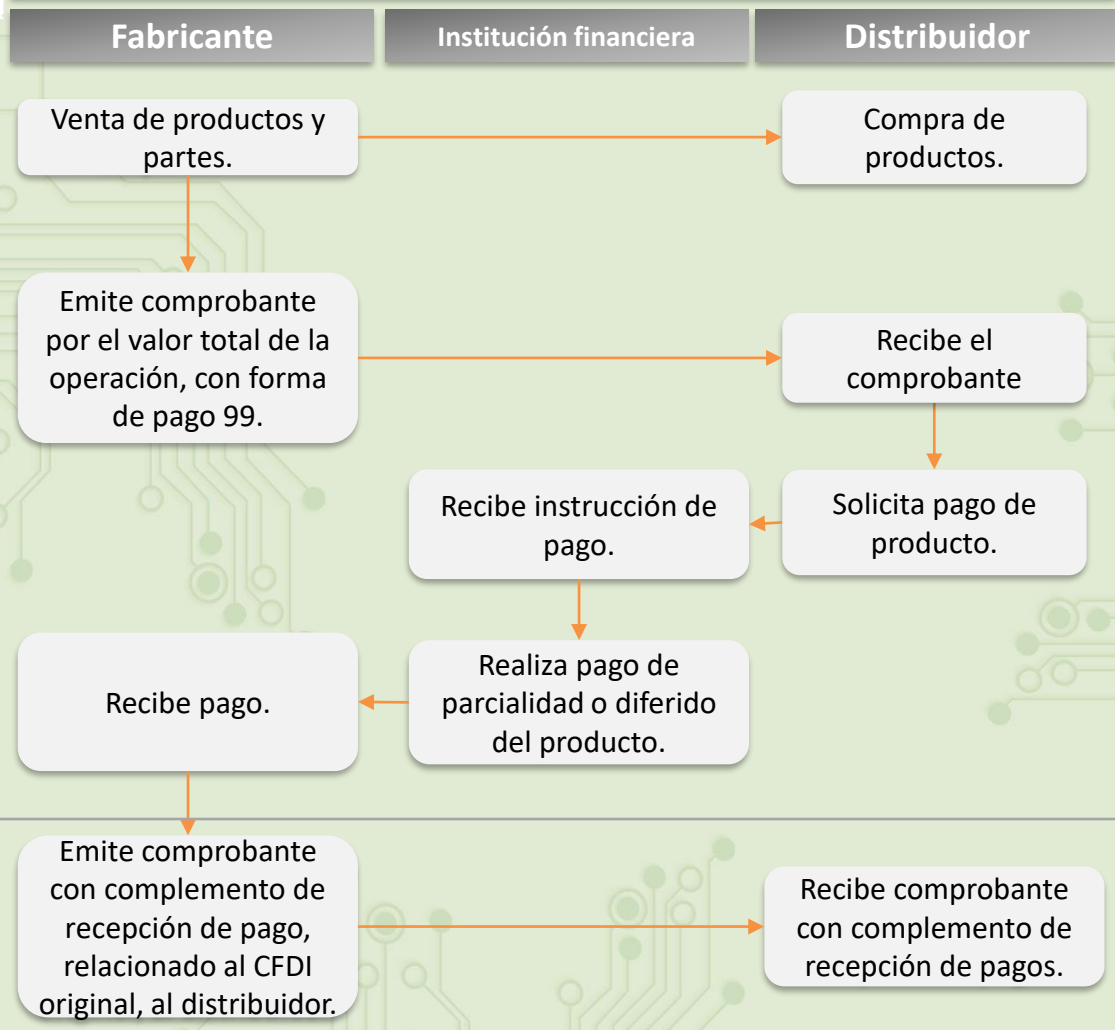 Fabricante
Institución financiera
Distribuidor
Venta de productos y
partes.
Compra de
productos.
Emite comprobante
por el valor total de la
operación, con forma
de pago 99.
Recibe el
comprobante
Recibe instrucción de
pago.
Solicita pago de
producto.
Recibe pago.
Realiza pago de
parcialidad o diferido
del producto.
Emite comprobante
con complemento de
recepción de pago,
relacionado al CFDI
original, al distribuidor.
Recibe comprobante
con complemento de
recepción de pagos.